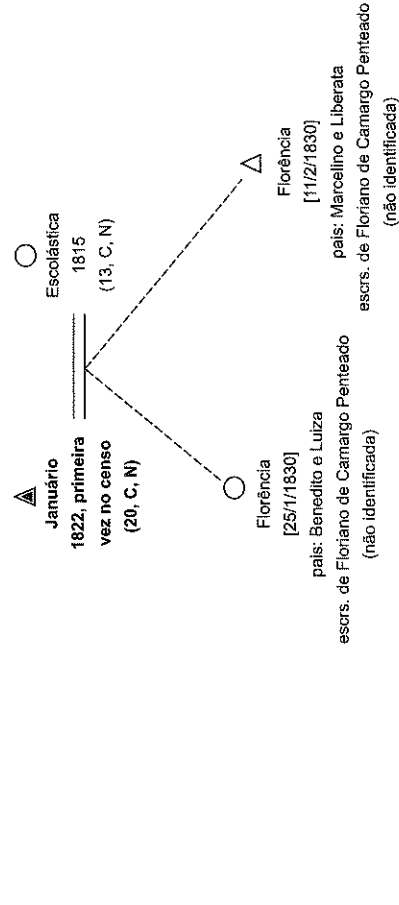 Januário
1822, primeira
vez no censo
(20, C, N)
Escolástica
1815
(13, C, N)
Florência
[25/1/1830]
pais: Benedito e Luiza
escrs. de Floriano de Camargo Penteado
(não identificada)
Florência
[11/2/1830]
pais: Marcelino e Liberata
escrs. de Floriano de Camargo Penteado
(não identificada)